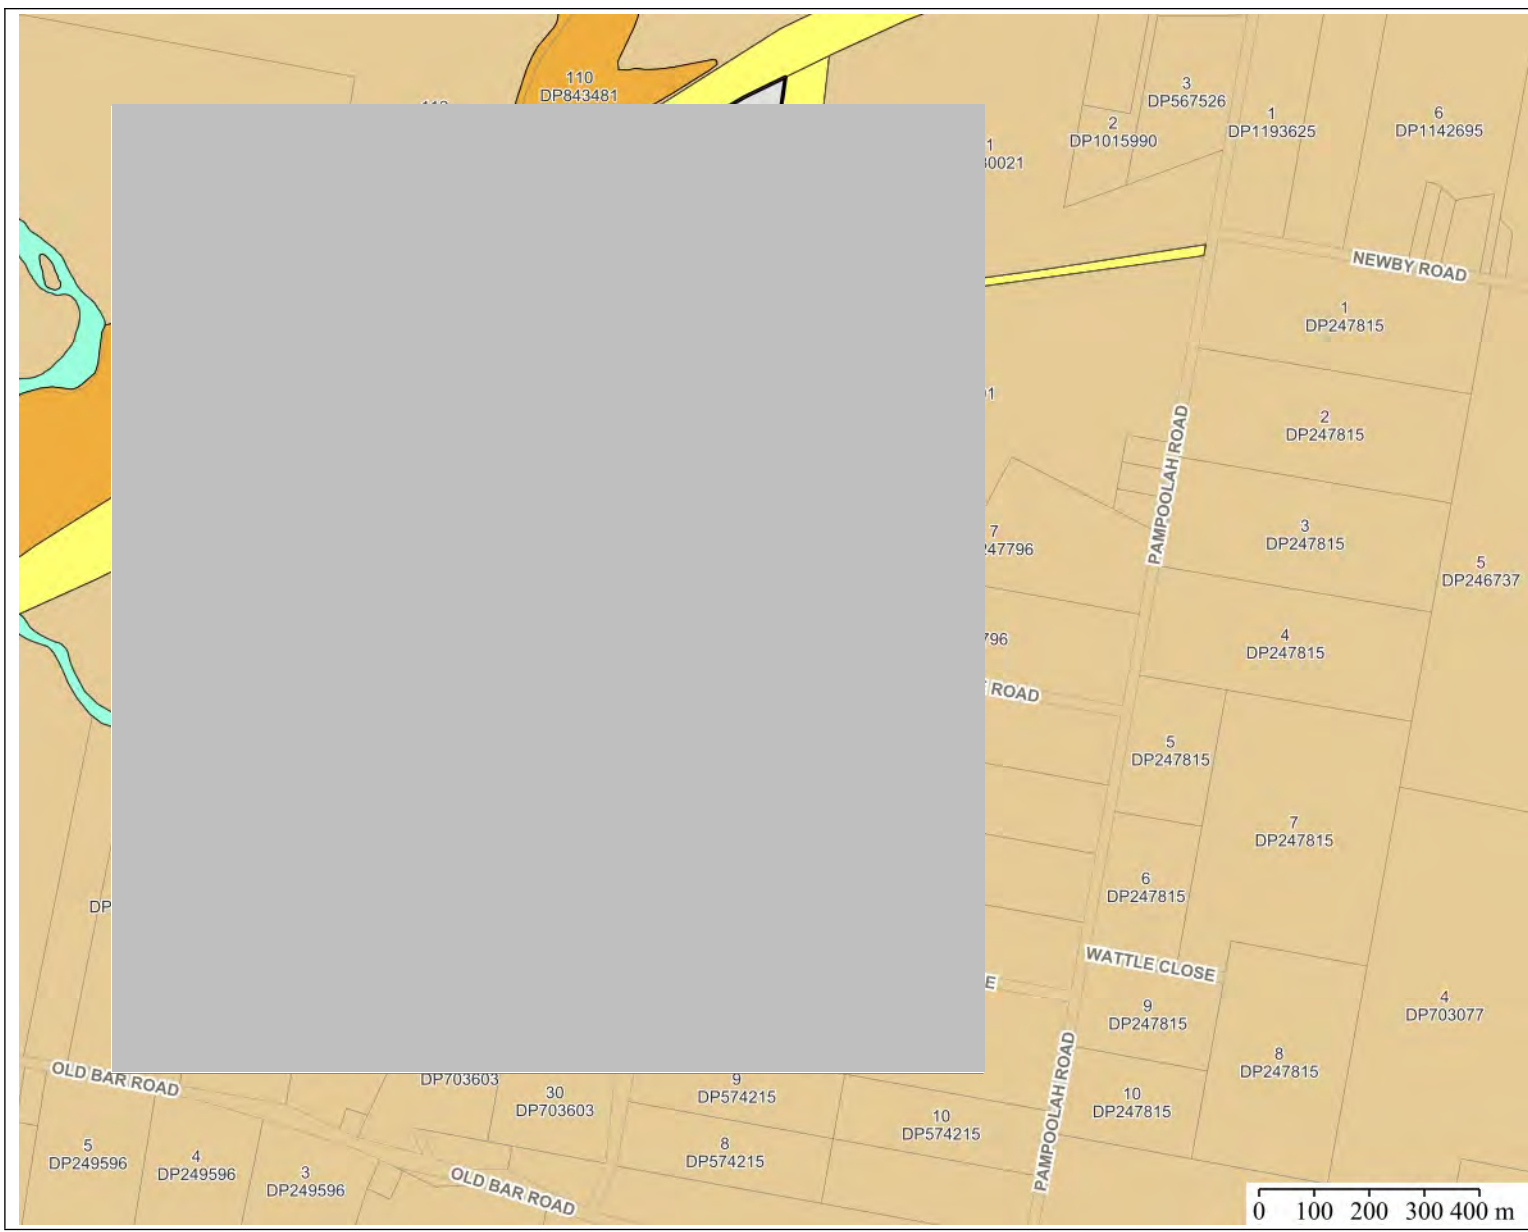 110
DP843481
3
DP567526
2
DP1015990
1
DP1193625
6
DP1142695
1
NEWBY ROAD
1
DP247815
2
DP247815
PAMPOOLAH ROAD
3
DP247815
7
5
DP246737
4
DP247815
ROAD
5
DP247815
7
DP247815
6
DP247815
WATTLE CLOSE
9
DP247815
4
DP703077
8
DP247815
10
DP247815
PAMPOOLAH ROAD
OLD BAR ROAD
DP703603
30
DP703603
9
DP574215
10
DP574215
8
DP574215
5
DP249596
4
DP249596
3
DP249596
OLD BAR ROAD
0 100 200 300 400 m